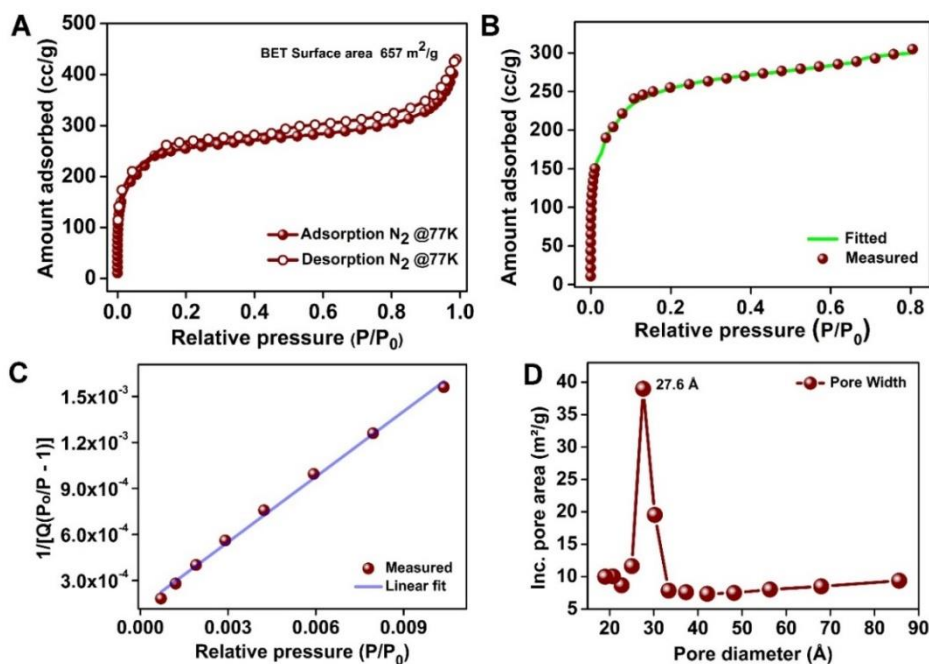 A
BET Surface area 657 m²/g
Amount adsorbed (cc/g)
500
400
300
200
100
0
Adsorption N₂ @77K
Desorption N₂ @77K
0.0 0.2 0.4 0.6 0.8 1.0
Relative pressure (P/P₀)
B
Amount adsorbed (cc/g)
300
250
200
150
100
50
0
Fitted
Measured
0.0 0.2 0.4 0.6 0.8
Relative pressure (P/P₀)
C
1/[Q(Po/P - 1)]
1.5x10⁻³
1.2x10⁻³
9.0x10⁻⁴
6.0x10⁻⁴
3.0x10⁻⁴
Measured
Linear fit
0.000 0.003 0.006 0.009
Relative pressure (P/P₀)
D
Inc. pore area (m²/g)
40
35
30
25
20
15
10
5
27.6 Å
Pore Width
20 30 40 50 60 70 80 90
Pore diameter (Å)